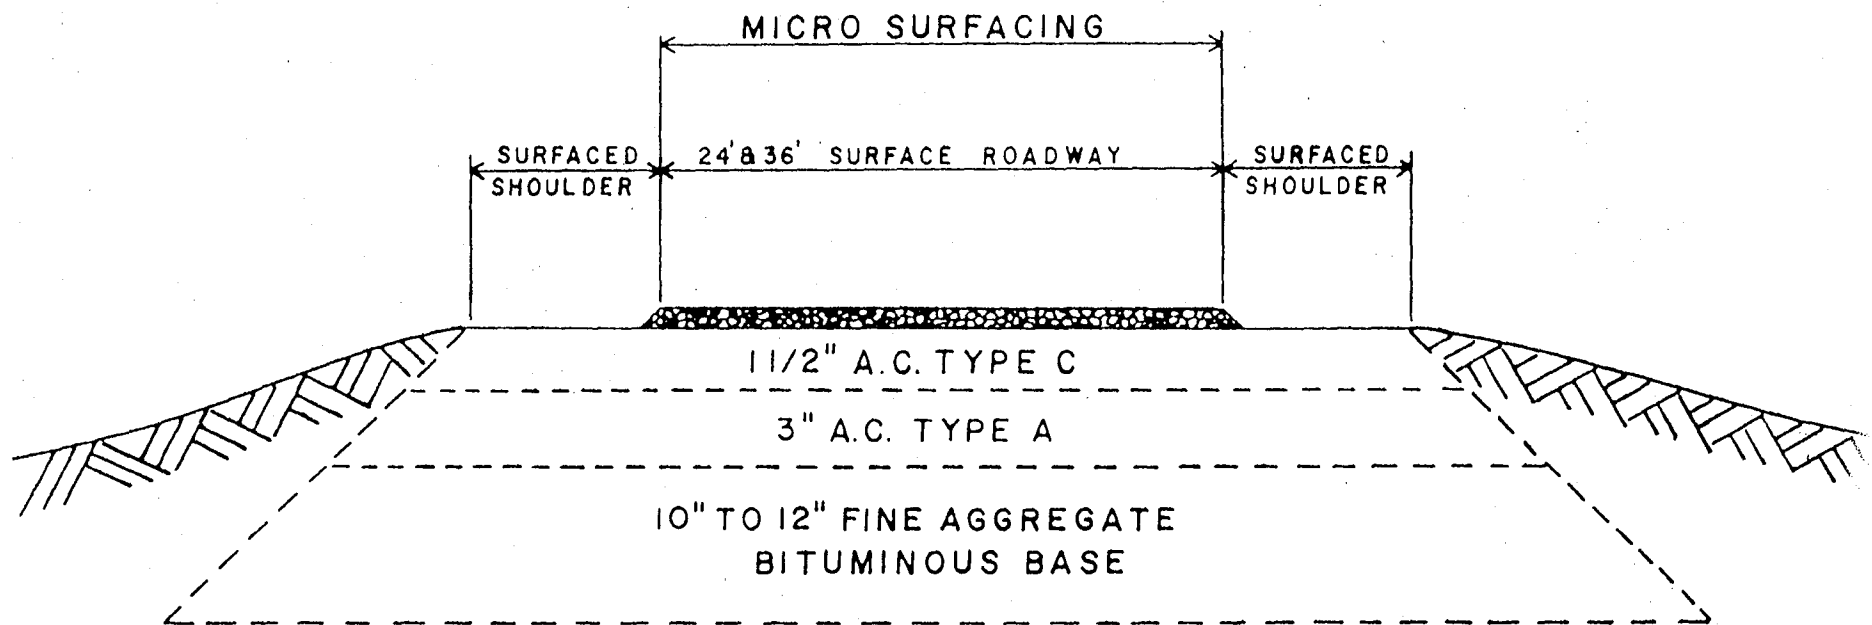 MICRO SURFACING
SURFACED
SHOULDER
24'&36' SURFACE ROADWAY
SURFACED
SHOULDER
1 1/2" A.C. TYPE C
3" A.C. TYPE A
10" TO 12" FINE AGGREGATE
BITUMINOUS BASE